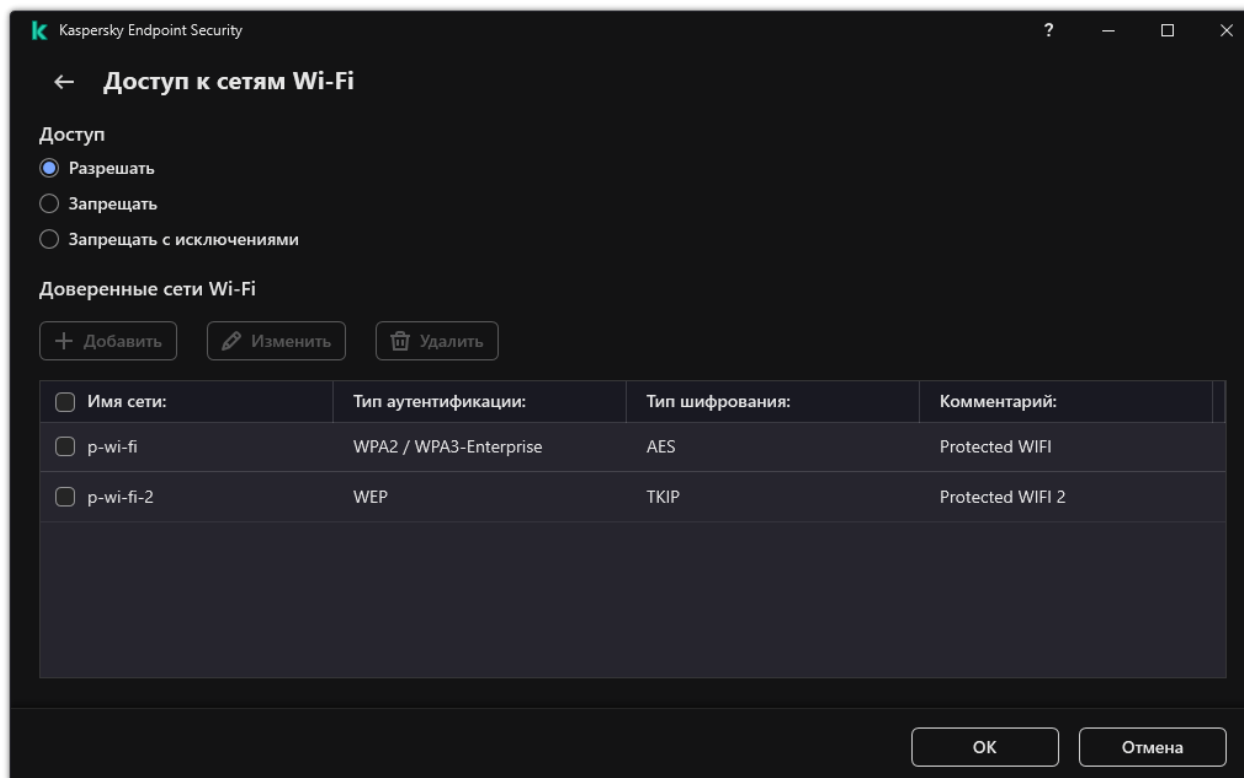 Kaspersky Endpoint Security ?
Доступ к сетям Wi-Fi
Доступ
Разрешать
Запрещать
Запрещать с исключениями
Доверенные сети Wi-Fi
Добавить Изменить Удалить
Имя сети: Тип аутентификации: Тип шифрования: Комментарий:
p-wi-fi WPA2 / WPA3-Enterprise AES Protected WIFI
p-wi-fi-2 WEP TKIP Protected WIFI 2
ОК Отмена